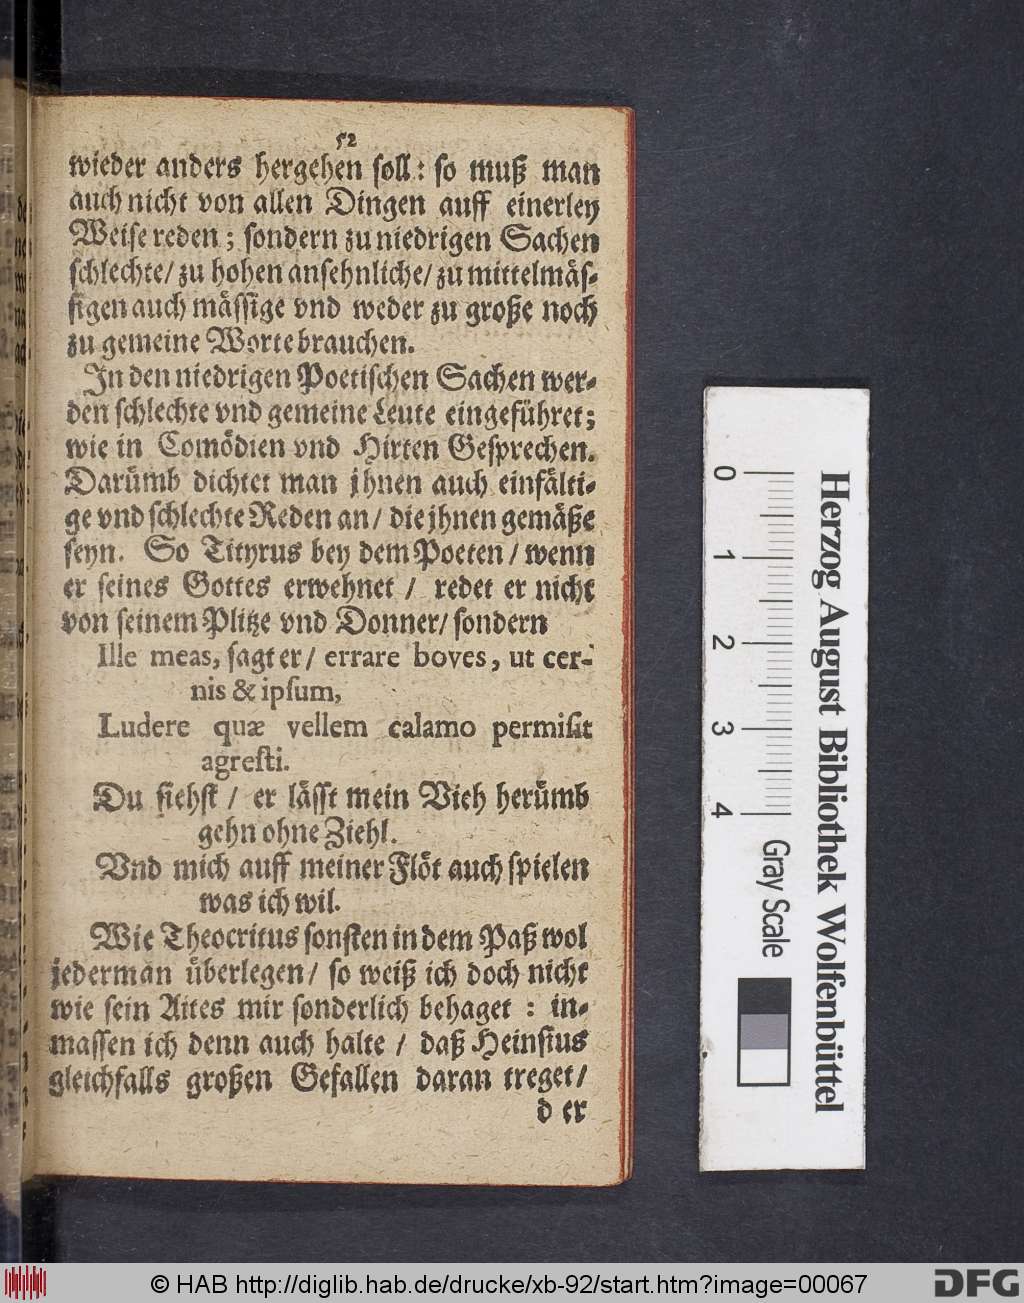 52
wieder anders hergehen soll: so muß man
auch nicht von allen Dingen auff einerley
Weise reden; sondern zu niedrigen Sachen
schlechte/ zu hohen ansehnliche/ zu mittelmäs-
sigen auch mässige vnd weder zu große noch
zu gemeine Worte brauchen.
In den niedrigen Poetischen Sachen wer-
den schlechte vnd gemeine Leute eingeführet;
wie in Comödien vnd Hirten Gesprechen.
Darümb dichtet man jhnen auch einfälti-
ge vnd schlechte Reden an/ die jhnen gemäße
seyn. So Tityrus bey dem Poeten/ wenn
er seines Gottes erwehnet/ redet er nicht
von seinem Plitze vnd Donner/ sondern
Ille meas, sagt er/ errare boves, ut cer-
nis & ipsum,
Ludere quæ vellem calamo permisit
agresti.
Du siehst/ er lässt mein Vieh herümb
gehn ohne Ziehl.
Vnd mich auff meiner Flöt auch spielen
was ich wil.
Wie Theocritus sonsten in dem Paß wol
jederman überlegen/ so weiß ich doch nicht
wie sein Aites mir sonderlich behaget: in-
massen ich denn auch halte/ daß Heinsius
gleichfalls großen Gefallen daran treget/
der
0 1 2 3 4
Gray Scale
Herzog August Bibliothek Wolfenbüttel
© HAB http://diglib.hab.de/drucke/xb-92/start.htm?image=00067
DFG